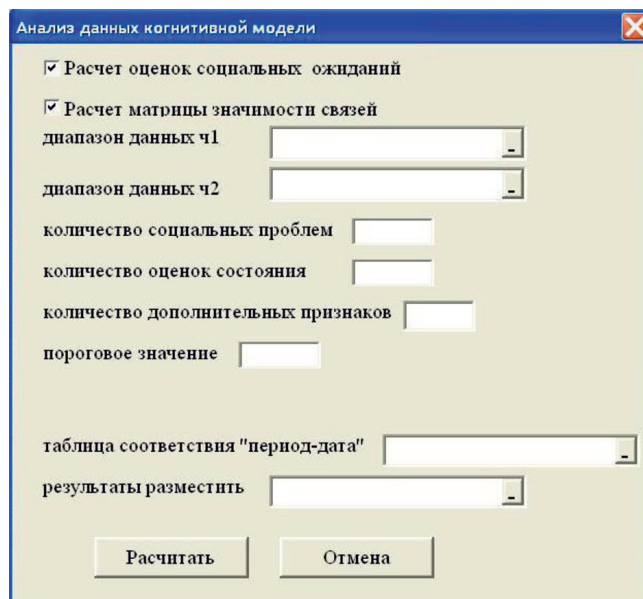 Анализ данных когнитивной модели
Расчет оценок социальных ожиданий
Расчет матрицы значимости связей
диапазон данных ч1
диапазон данных ч2
количество социальных проблем
количество оценок состояния
количество дополнительных признаков
пороговое значение
таблица соответствия "период-дата"
результаты разместить
Расчитать Отмена